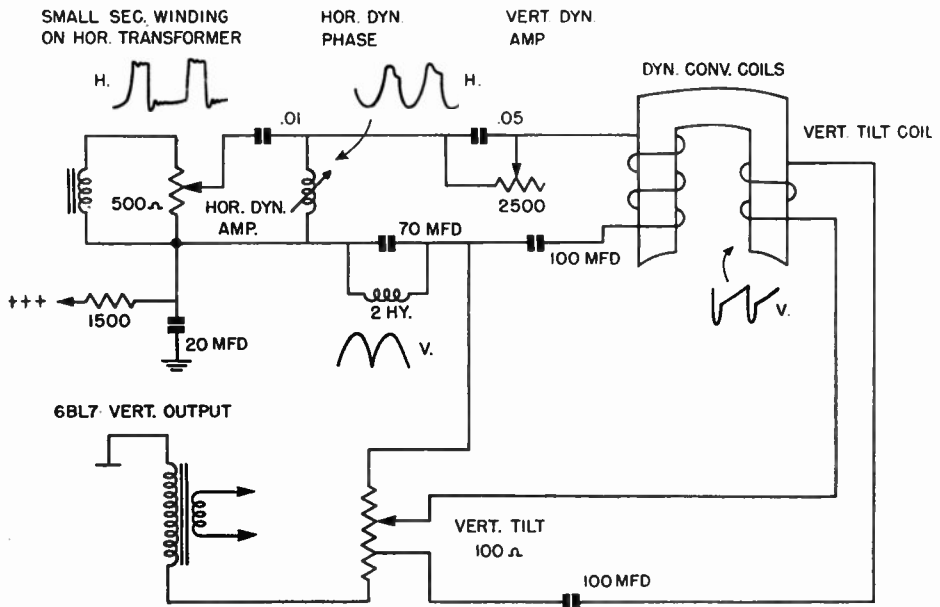 SMALL SEC. WINDING
ON HOR. TRANSFORMER
HOR. DYN.
PHASE
VERT. DYN
AMP
H.
H.
DYN. CONV. COILS
.01
.05
VERT. TILT COIL
500Ω
HOR. DYN.
AMP.
2500
70 MFD
100 MFD
+++
1500
2 HY.
V.
V.
20 MFD
6BL7 VERT. OUTPUT
VERT. TILT
100 Ω
100 MFD